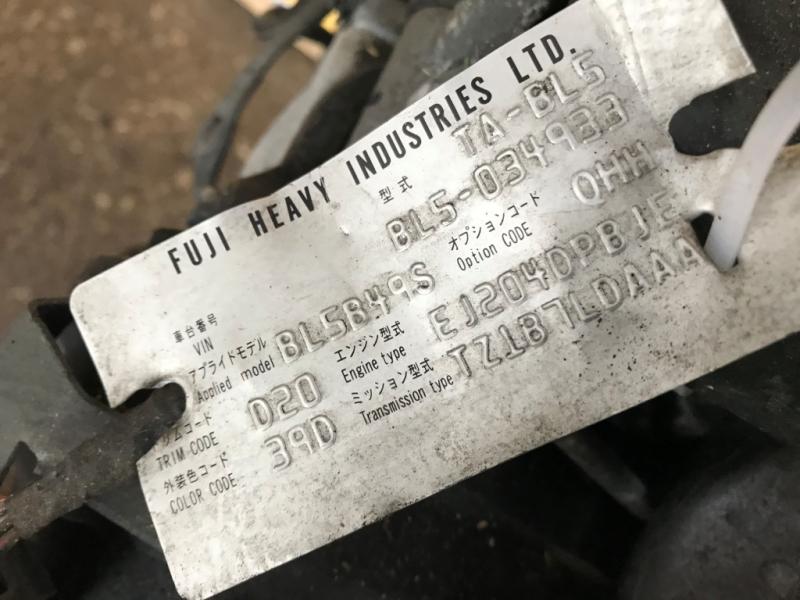 FUJI HEAVY INDUSTRIES LTD.
型式 TA-BL5
車台番号 VIN BL5-034933
アプライドモデル Applied model BL5B49S オプションコード Option CODE QHH
トリムコード TRIM CODE D20 エンジン型式 Engine type EJ204DPBJE
外装色コード COLOR CODE 39D ミッション型式 Transmission type TZ1B7LDAAA